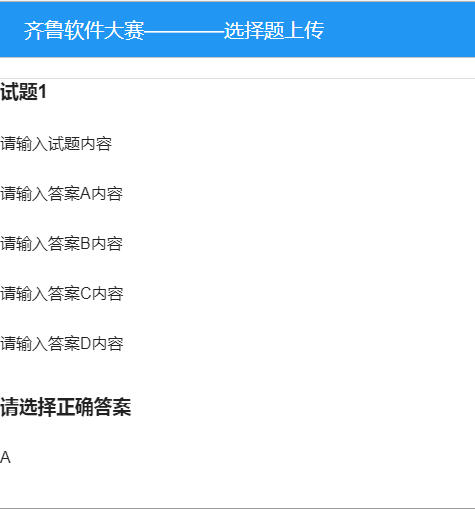 齐鲁软件大赛————选择题上传
试题1
请输入试题内容
请输入答案A内容
请输入答案B内容
请输入答案C内容
请输入答案D内容
请选择正确答案
A